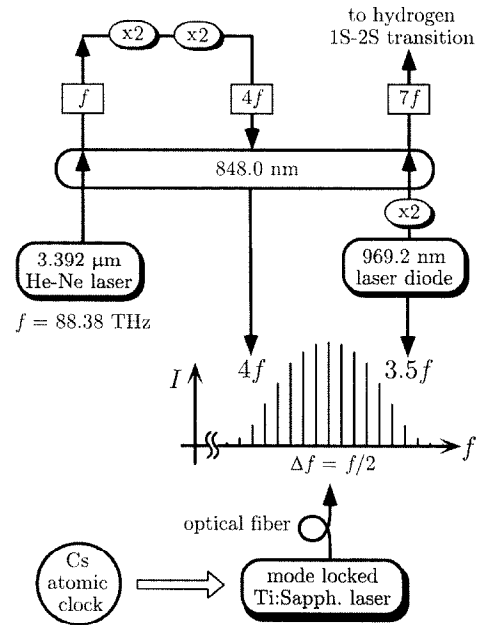 to hydrogen
1S-2S transition
x2
x2
f
4f
7f
848.0 nm
x2
3.392 µm
He-Ne laser
969.2 nm
laser diode
f = 88.38 THz
4f
3.5f
I
f
Δf = f/2
optical fiber
Cs
atomic
clock
mode locked
Ti:Sapph. laser